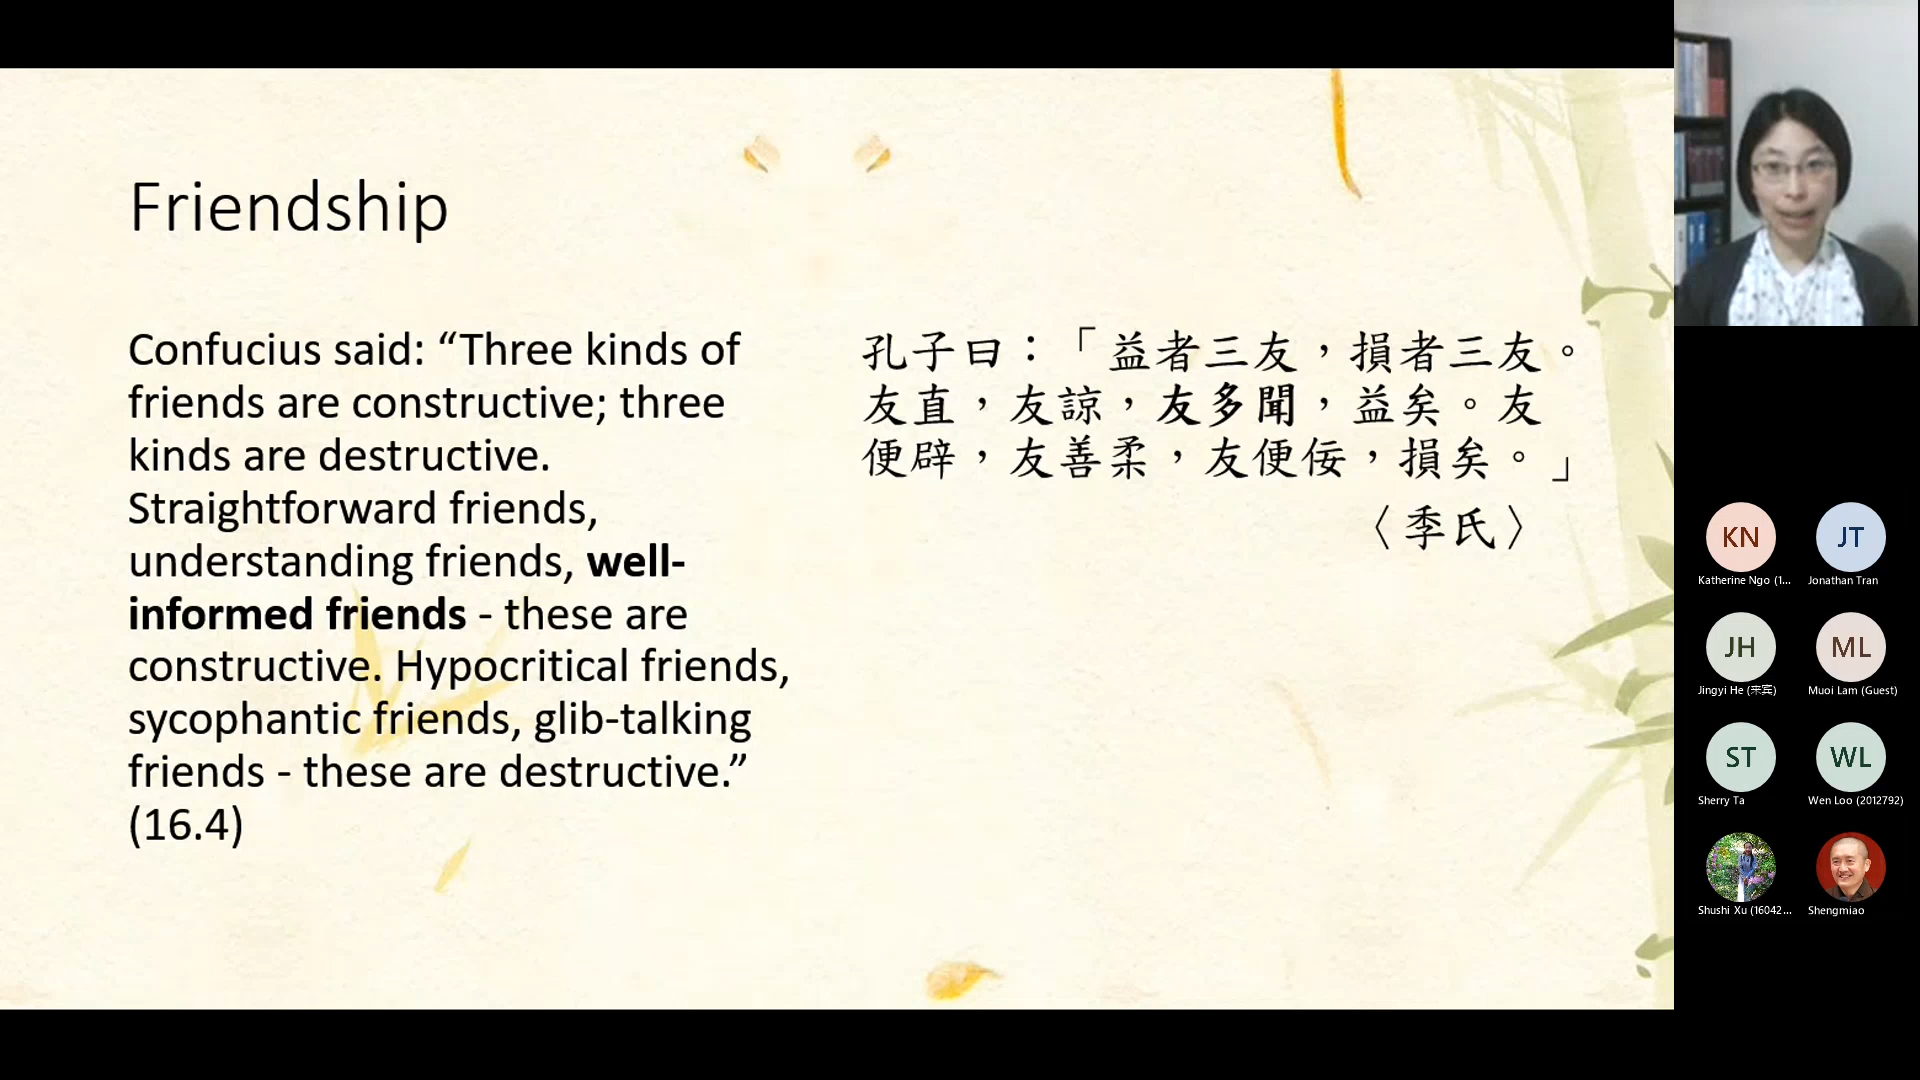 Friendship
Confucius said: “Three kinds of
friends are constructive; three
kinds are destructive.
Straightforward friends,
understanding friends, well-
informed friends - these are
constructive. Hypocritical friends,
sycophantic friends, glib-talking
friends - these are destructive.”
(16.4)
孔子曰：「益者三友，損者三友。
友直，友諒，友多聞，益矣。友
便辟，友善柔，友便佞，損矣。」
〈季氏〉
KN
Katherine Ngo (1...
JT
Jonathan Tran
JH
Jingyi He (宋宾)
ML
Muoi Lam (Guest)
ST
Sherry Ta
WL
Wen Loo (2012792)
Shushi Xu (16042...
Shengmiao